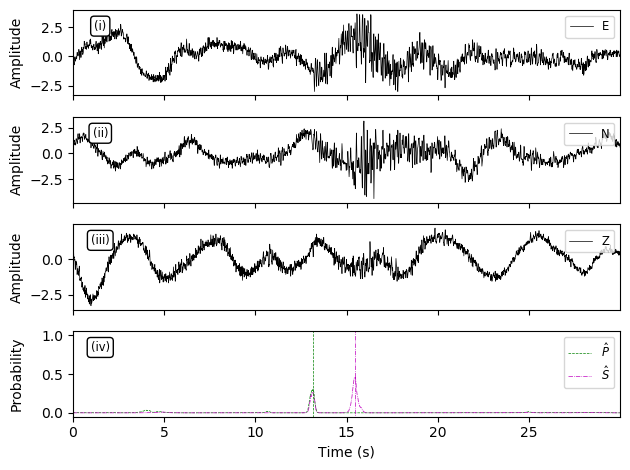 Amplitude
2.5
0.0
−2.5
(i)
E
Amplitude
2.5
0.0
−2.5
(ii)
N
Amplitude
0.0
−2.5
(iii)
Z
Probability
1.0
0.5
0.0
(iv)
P̂
Ŝ
0 5 10 15 20 25
Time (s)